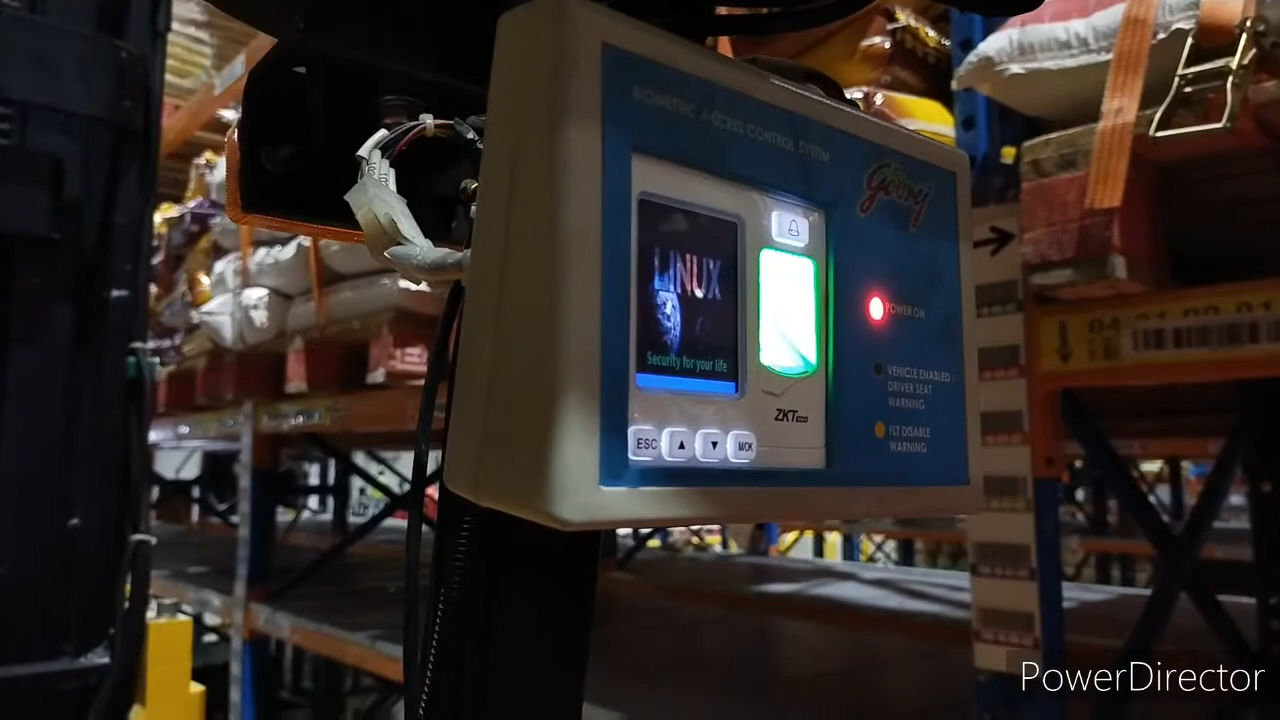 BIOMETRIC ACCESS CONTROL SYSTEM
Godrej
LINUX
Security for your life
ZKT
ESC
▲
▼
M/OK
POWER ON
VEHICLE ENABLED /
DRIVER SEAT
WARNING
FLT DISABLE
WARNING
PowerDirector